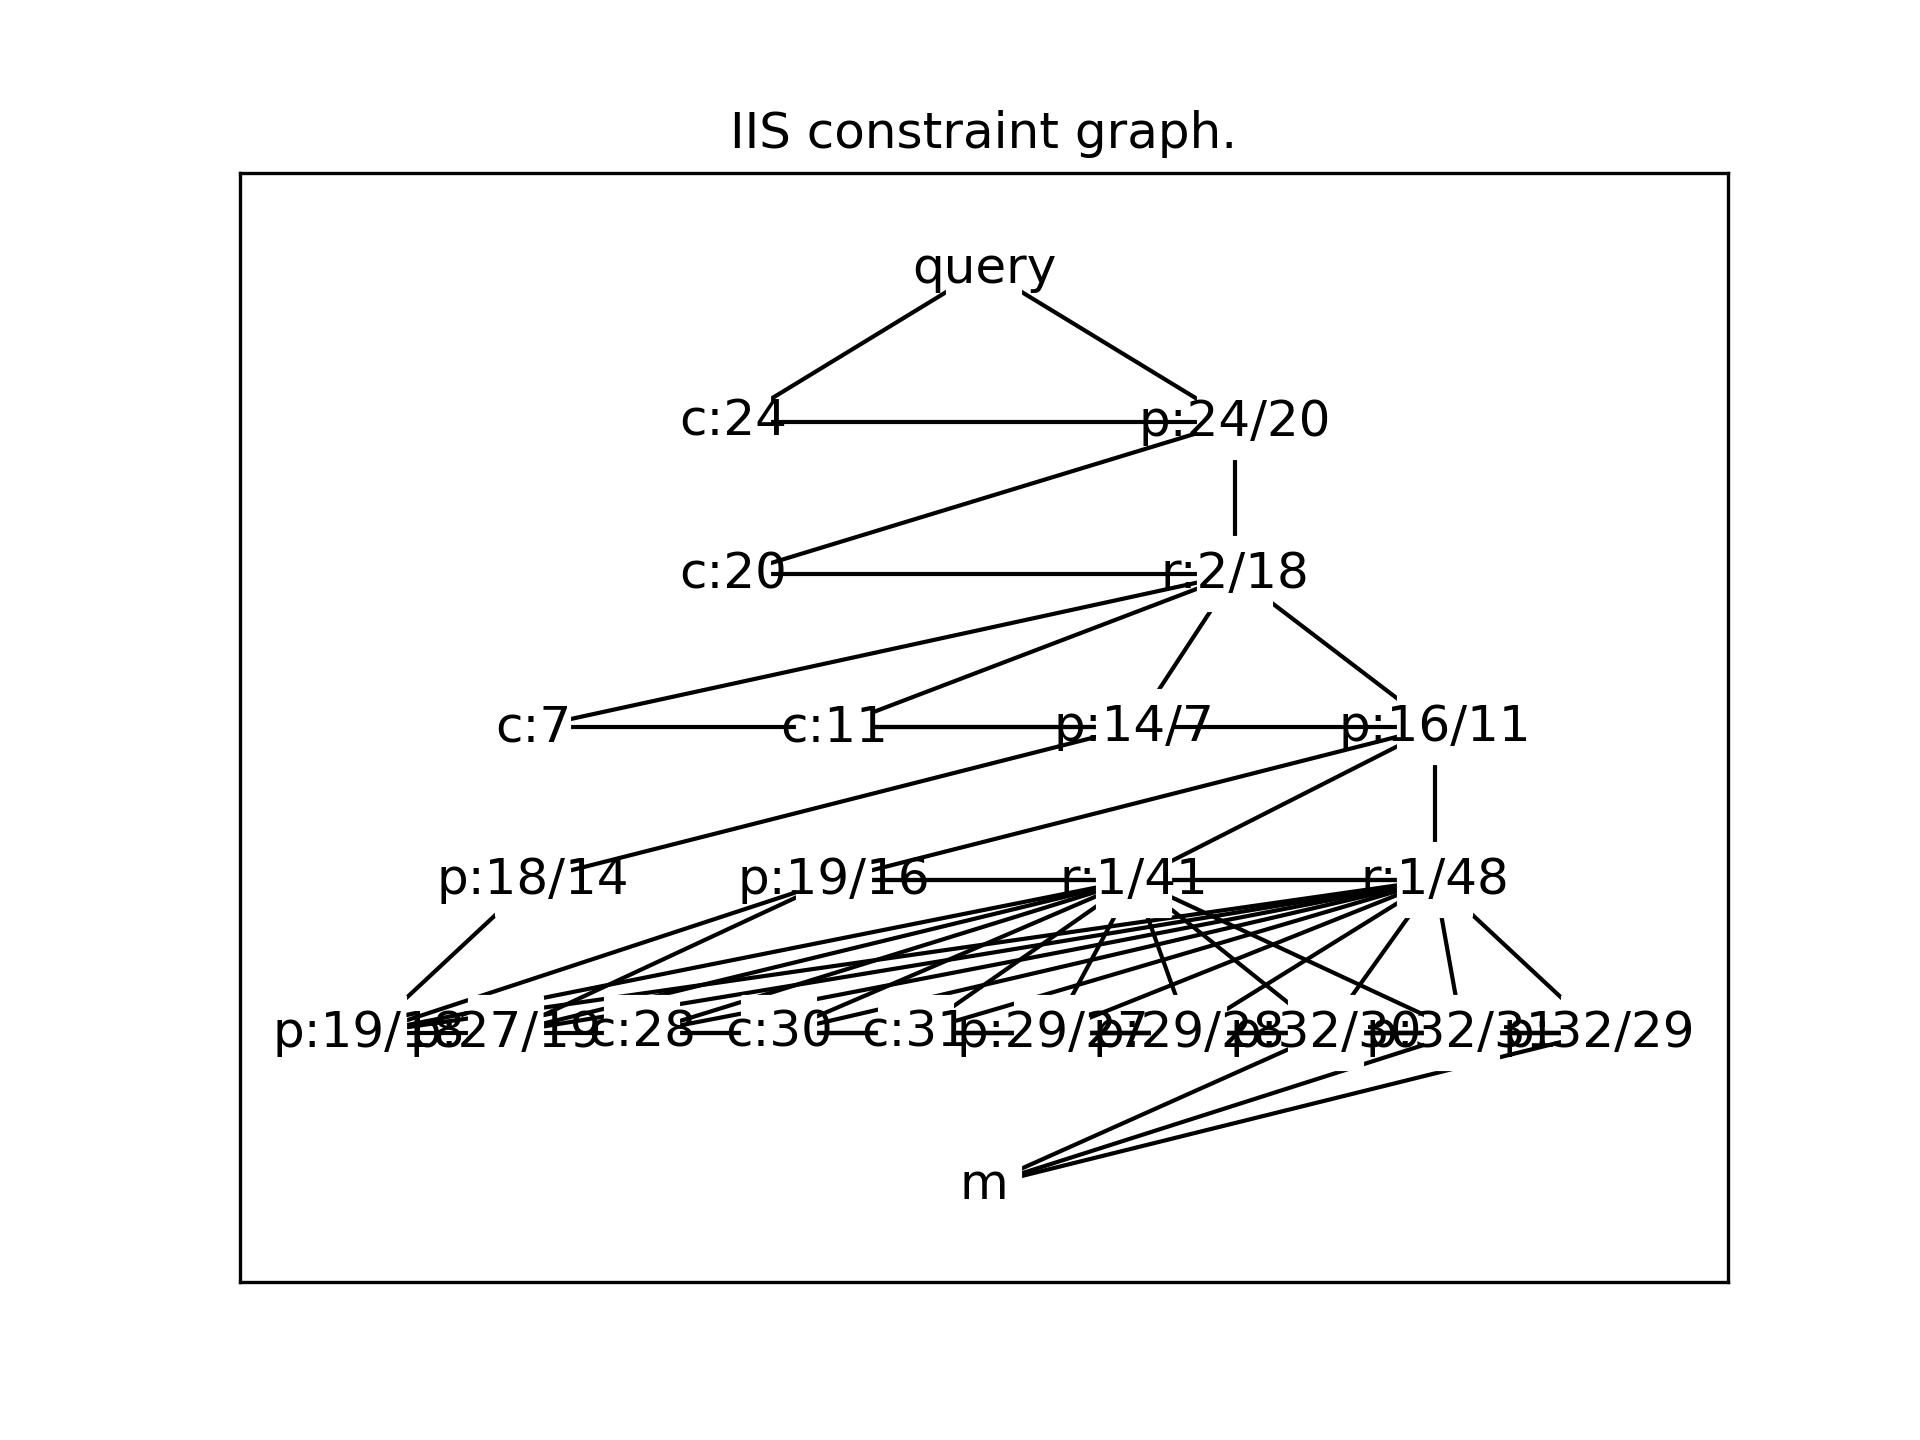 IIS constraint graph.
query
c:24 p:24/20
c:20 r:2/18
c:7 c:11 p:14/7 p:16/11
p:18/14 p:19/16 r:1/41 r:1/48
p:19/18 p:27/19 c:28 c:30 c:31 p:29/27 p:29/28 p:32/30 p:32/31 p:32/29
m